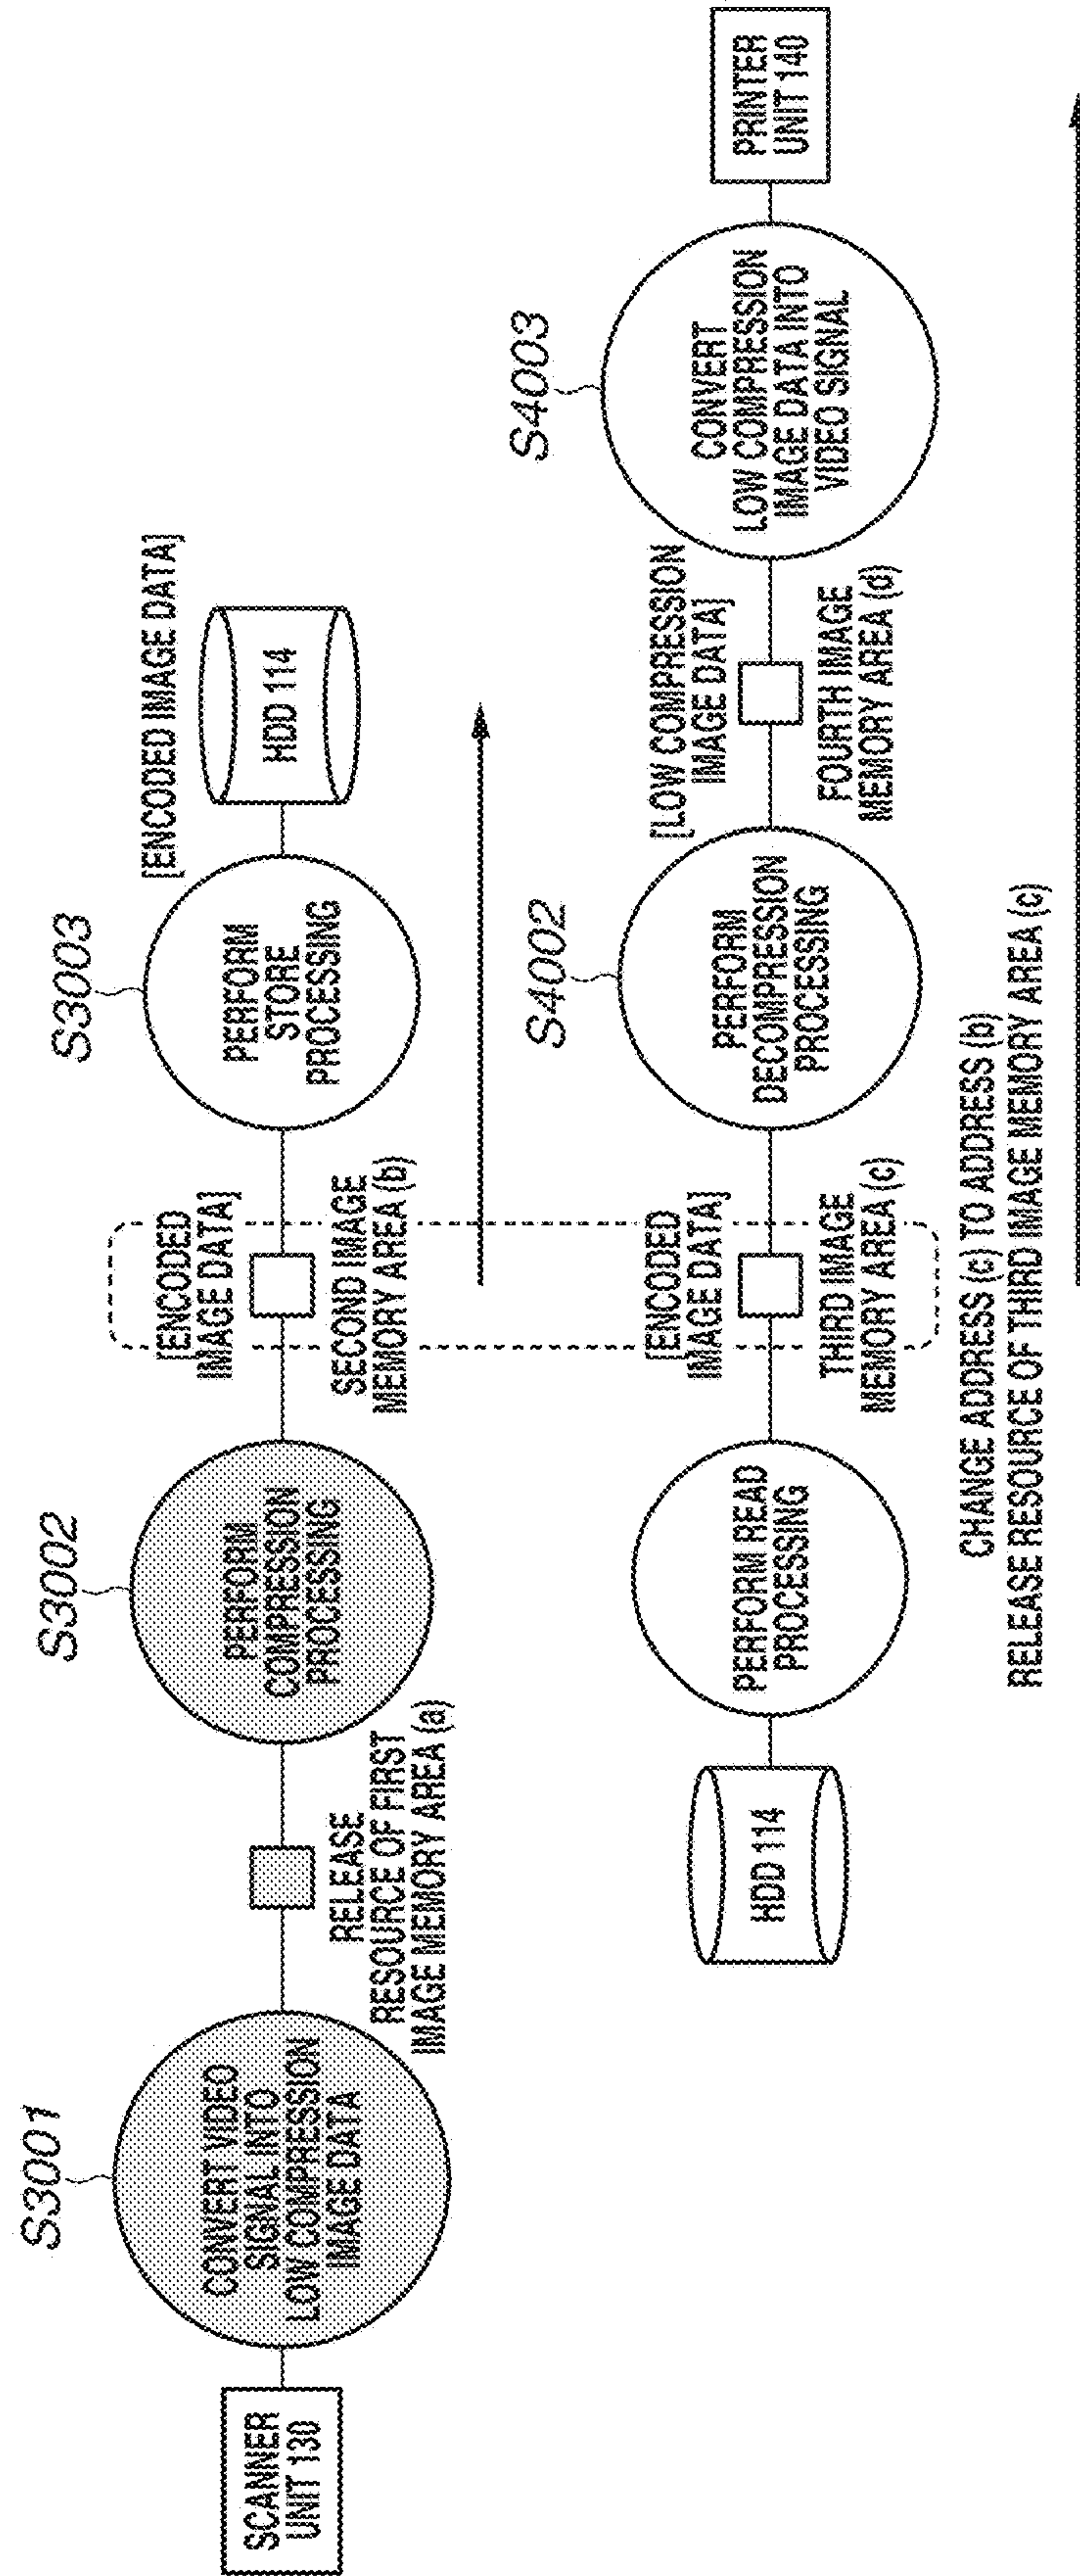 S3001
S3002
S3003
[ENCODED IMAGE DATA]
SCANNER
UNIT 130
CONVERT VIDEO
SIGNAL INTO
LOW COMPRESSION
IMAGE DATA
RELEASE
RESOURCE OF FIRST
IMAGE MEMORY AREA (a)
PERFORM
COMPRESSION
PROCESSING
[ENCODED
IMAGE DATA]
SECOND IMAGE
MEMORY AREA (b)
PERFORM
STORE
PROCESSING
HDD 114
S4002
S4003
HDD 114
PERFORM READ
PROCESSING
[ENCODED
IMAGE DATA]
THIRD IMAGE
MEMORY AREA (c)
PERFORM
DECOMPRESSION
PROCESSING
[LOW COMPRESSION
IMAGE DATA]
FOURTH IMAGE
MEMORY AREA (d)
CONVERT
LOW COMPRESSION
IMAGE DATA INTO
VIDEO SIGNAL
PRINTER
UNIT 140
CHANGE ADDRESS (c) TO ADDRESS (b)
RELEASE RESOURCE OF THIRD IMAGE MEMORY AREA (c)